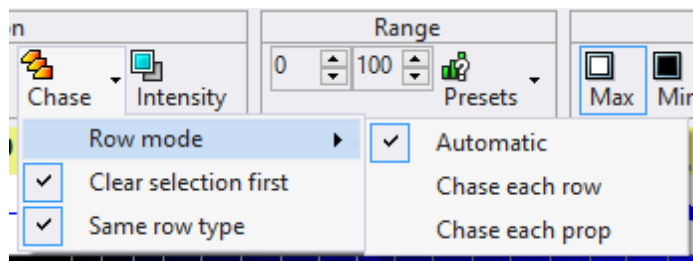 n
Range
0
100
Chase
Intensity
Presets
Max
Min
Row mode
Automatic
Clear selection first
Chase each row
Same row type
Chase each prop